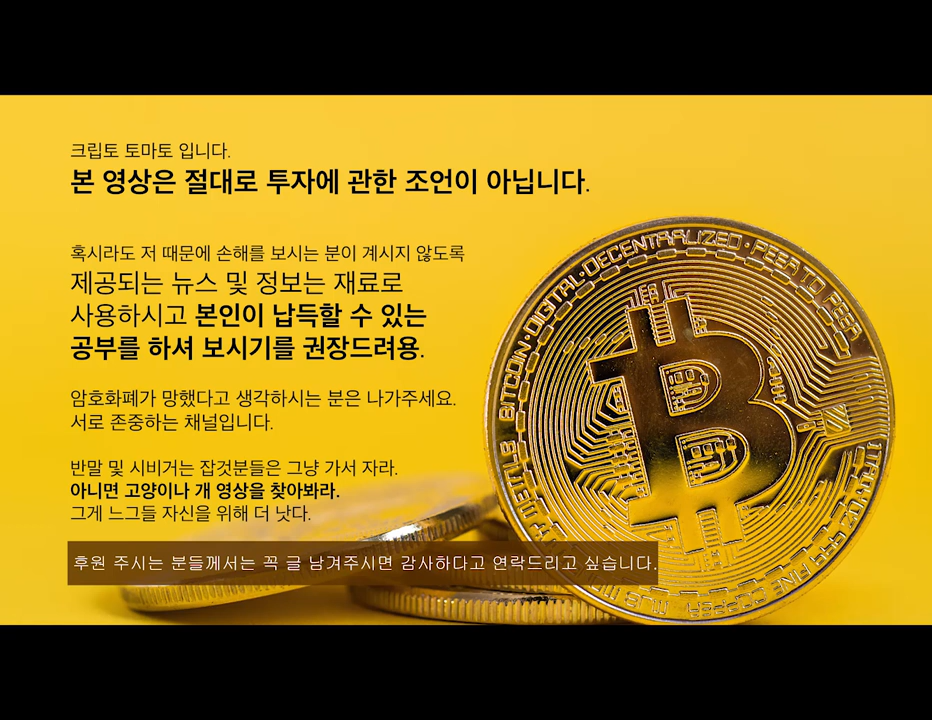 크립토 토마토 입니다.
본 영상은 절대로 투자에 관한 조언이 아닙니다.
혹시라도 저 때문에 손해를 보시는 분이 계시지 않도록
제공되는 뉴스 및 정보는 재료로
사용하시고 본인이 납득할 수 있는
공부를 하셔 보시기를 권장드려용.
암호화폐가 망했다고 생각하시는 분은 나가주세요.
서로 존중하는 채널입니다.
반말 및 시비거는 잡것분들은 그냥 가서 자라.
아니면 고양이나 개 영상을 찾아봐라.
그게 느그들 자신을 위해 더 낫다.
후원 주시는 분들께서는 꼭 글 남겨주시면 감사하다고 연락드리고 싶습니다.
BITCOIN·DIGITAL·DECENTRALIZED·PEER TO PEER